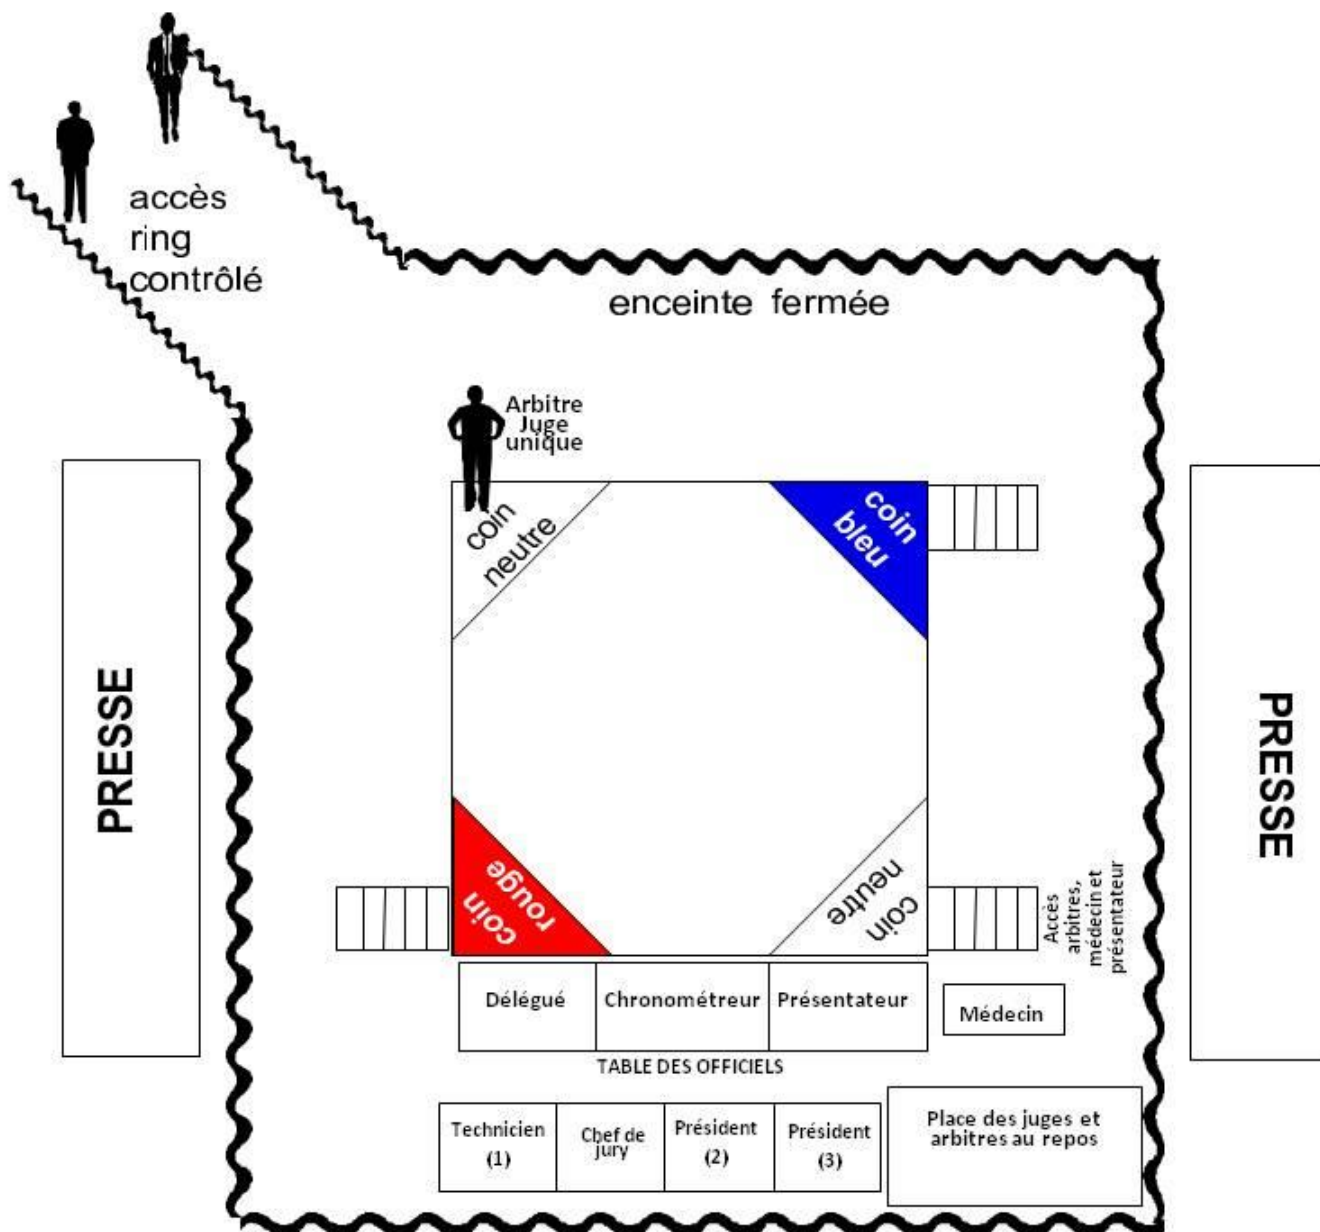 accès
ring
contrôlé
enceinte fermée
Arbitre
Juge
unique
coin
neutre
coin
bleu
PRESSE
PRESSE
coin
rouge
coin
neutre
Accès
arbitres,
médecin et
présentateur
Délégué
Chronométreur
Présentateur
Médecin
TABLE DES OFFICIELS
Technicien
(1)
Chef de
jury
Président
(2)
Président
(3)
Place des juges et
arbitres au repos